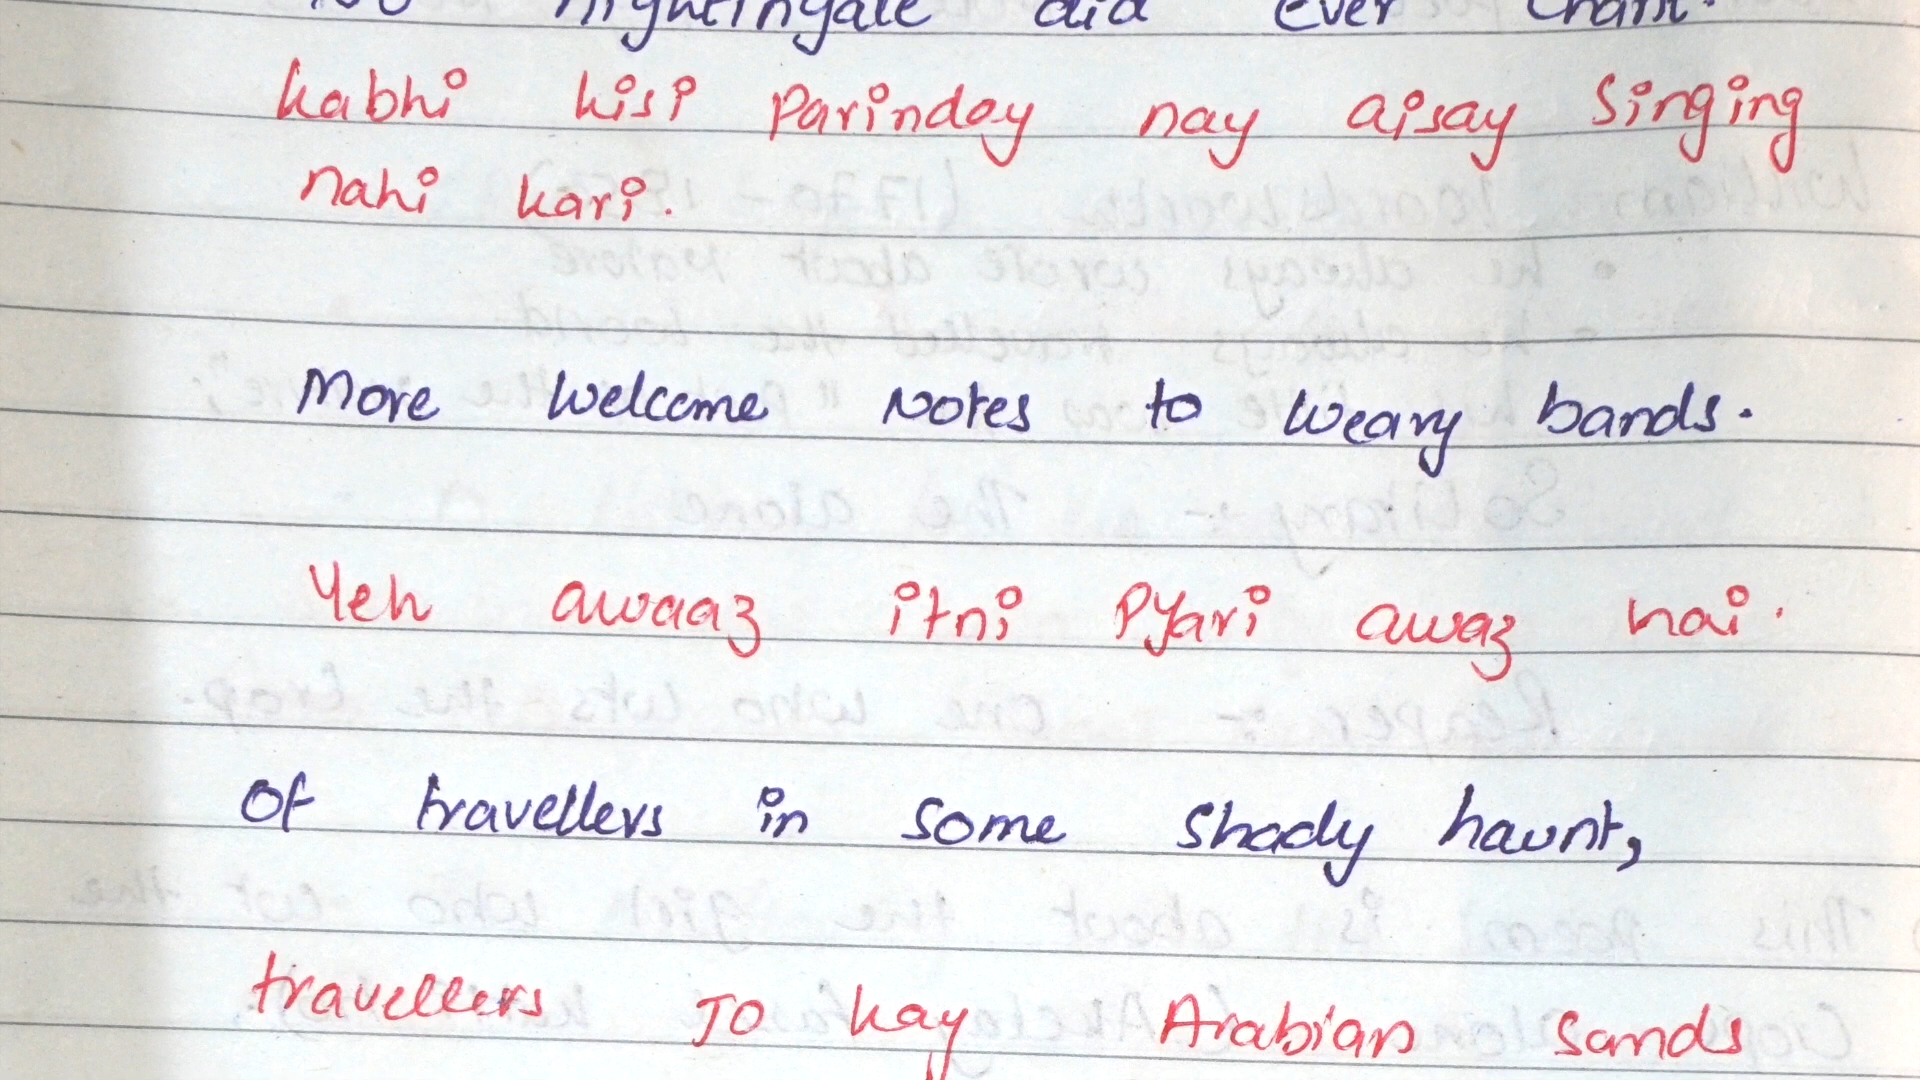 Nightingale did ever chant.
kabhi kisi Parinday nay aisay Singing
nahi kari.
More Welcome Notes to Weary bands.
Yeh awaaz itni Pyari awaz hai.
Of travellers in some Shady haunt,
travellers Jo kay Arabian Sands